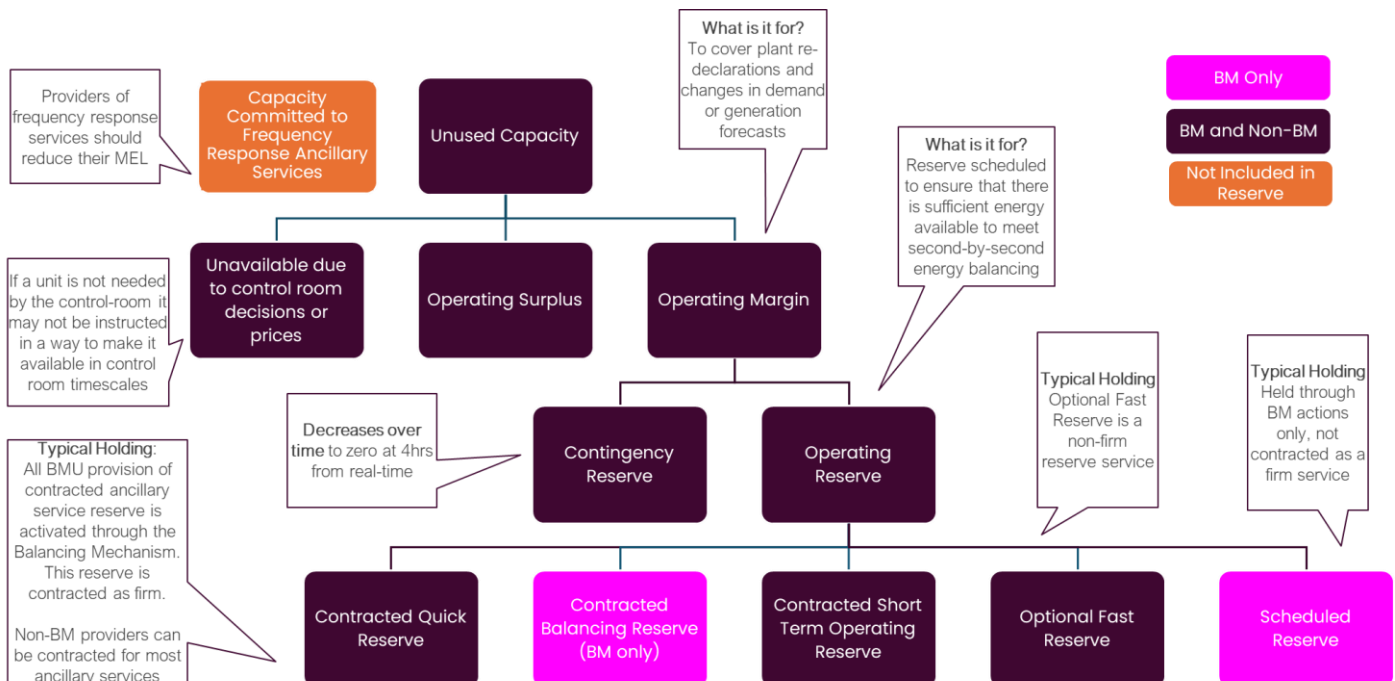 What is it for?
To cover plant re-
declarations and
changes in demand
or generation
forecasts
Providers of
frequency response
services should
reduce their MEL
Capacity
Committed to
Frequency
Response Ancillary
Services
Unused Capacity
BM Only
BM and Non-BM
Not Included in
Reserve
What is it for?
Reserve scheduled
to ensure that there
is sufficient energy
available to meet
second-by-second
energy balancing
If a unit is not needed
by the control-room it
may not be instructed
in a way to make it
available in control
room timescales
Unavailable due
to control room
decisions or
prices
Operating Surplus
Operating Margin
Typical Holding
Optional Fast
Reserve is a
non-firm
reserve service
Typical Holding
Held through
BM actions
only, not
contracted as a
firm service
Decreases over
time to zero at 4hrs
from real-time
Contingency
Reserve
Operating
Reserve
Typical Holding:
All BMU provision of
contracted ancillary
service reserve is
activated through the
Balancing Mechanism.
This reserve is
contracted as firm.
Non-BM providers can
be contracted for most
ancillary services
Contracted Quick
Reserve
Contracted
Balancing Reserve
(BM only)
Contracted Short
Term Operating
Reserve
Optional Fast
Reserve
Scheduled
Reserve